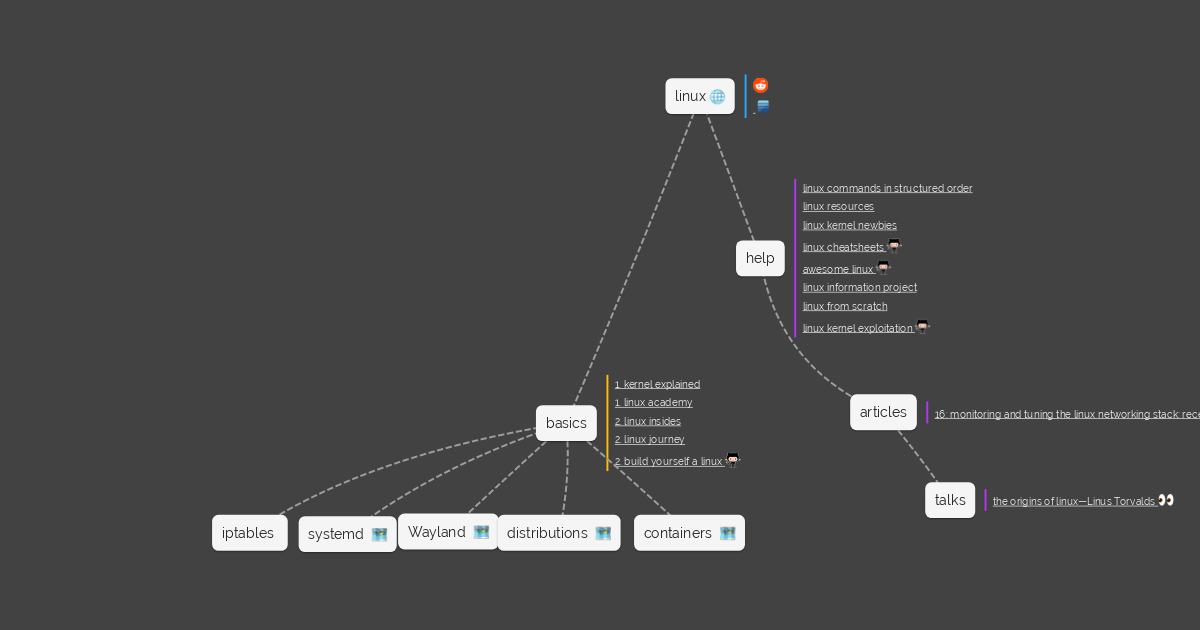 linux
linux commands in structured order
linux resources
linux kernel newbies
linux cheatsheets
awesome linux
linux information project
linux from scratch
linux kernel exploitation
help
1: kernel explained
1: linux academy
2: linux insides
2: linux journey
2: build yourself a linux
basics
articles
16: monitoring and tuning the linux networking stack:
talks
the origins of linux—Linus Torvalds
iptables
systemd
Wayland
distributions
containers